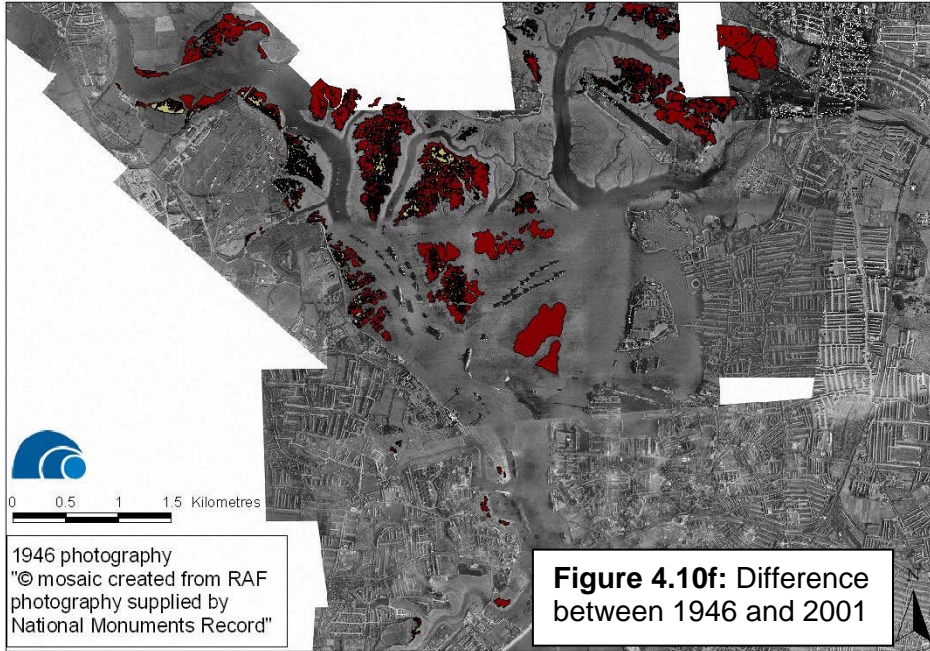 0 0.5 1 1.5 Kilometres
1946 photography
"© mosaic created from RAF
photography supplied by
National Monuments Record"
Figure 4.10f: Difference
between 1946 and 2001
N